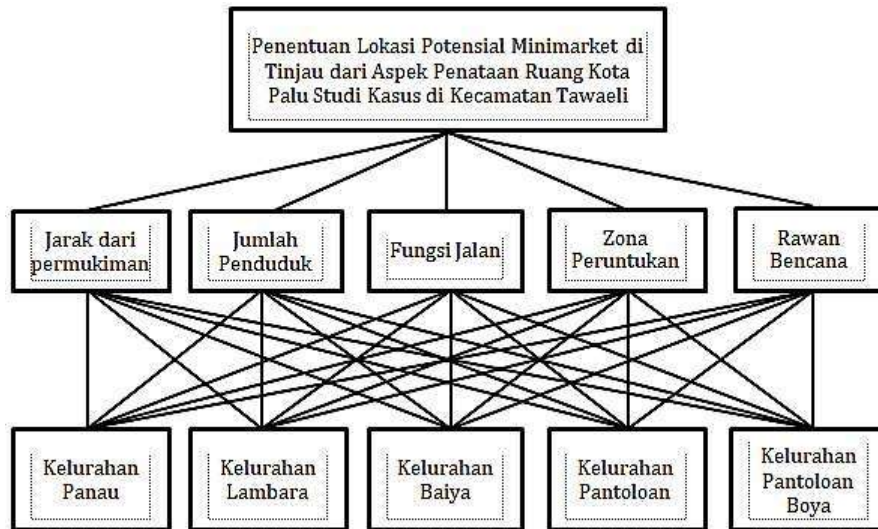 Penentuan Lokasi Potensial Minimarket di
Tinjau dari Aspek Penataan Ruang Kota
Palu Studi Kasus di Kecamatan Tawaeli
Jarak dari
permukiman
Jumlah
Penduduk
Fungsi Jalan
Zona
Peruntukan
Rawan
Bencana
Kelurahan
Panau
Kelurahan
Lambara
Kelurahan
Baiya
Kelurahan
Pantoloan
Kelurahan
Pantoloan
Boya